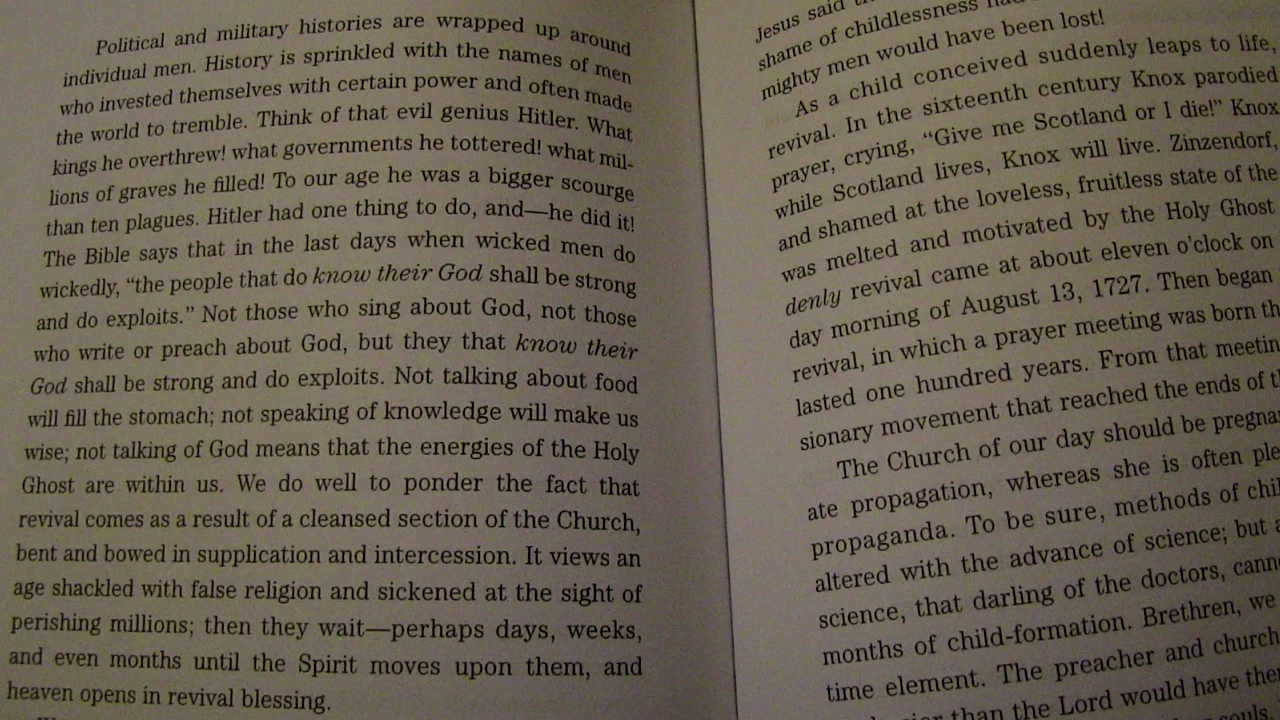 Political and military histories are wrapped up around
individual men. History is sprinkled with the names of men
who invested themselves with certain power and often made
the world to tremble. Think of that evil genius Hitler. What
kings he overthrew! what governments he tottered! what mil-
lions of graves he filled! To our age he was a bigger scourge
than ten plagues. Hitler had one thing to do, and—he did it!
The Bible says that in the last days when wicked men do
wickedly, “the people that do know their God shall be strong
and do exploits.” Not those who sing about God, not those
who write or preach about God, but they that know their
God shall be strong and do exploits. Not talking about food
will fill the stomach; not speaking of knowledge will make us
wise; not talking of God means that the energies of the Holy
Ghost are within us. We do well to ponder the fact that
revival comes as a result of a cleansed section of the Church,
bent and bowed in supplication and intercession. It views an
age shackled with false religion and sickened at the sight of
perishing millions; then they wait—perhaps days, weeks,
and even months until the Spirit moves upon them, and
heaven opens in revival blessing.
Jesus said
shame of childlessness
mighty men would have been lost!
As a child conceived suddenly leaps to life,
revival. In the sixteenth century Knox parodied
prayer, crying, “Give me Scotland or I die!” Knox
while Scotland lives, Knox will live. Zinzendorf,
and shamed at the loveless, fruitless state of the
was melted and motivated by the Holy Ghost
denly revival came at about eleven o’clock on
day morning of August 13, 1727. Then began
revival, in which a prayer meeting was born th
lasted one hundred years. From that meetin
sionary movement that reached the ends of t
The Church of our day should be pregna
ate propagation, whereas she is often ple
propaganda. To be sure, methods of chil
altered with the advance of science; but a
science, that darling of the doctors, cann
months of child-formation. Brethren, we
time element. The preacher and church
than the Lord would have the
souls